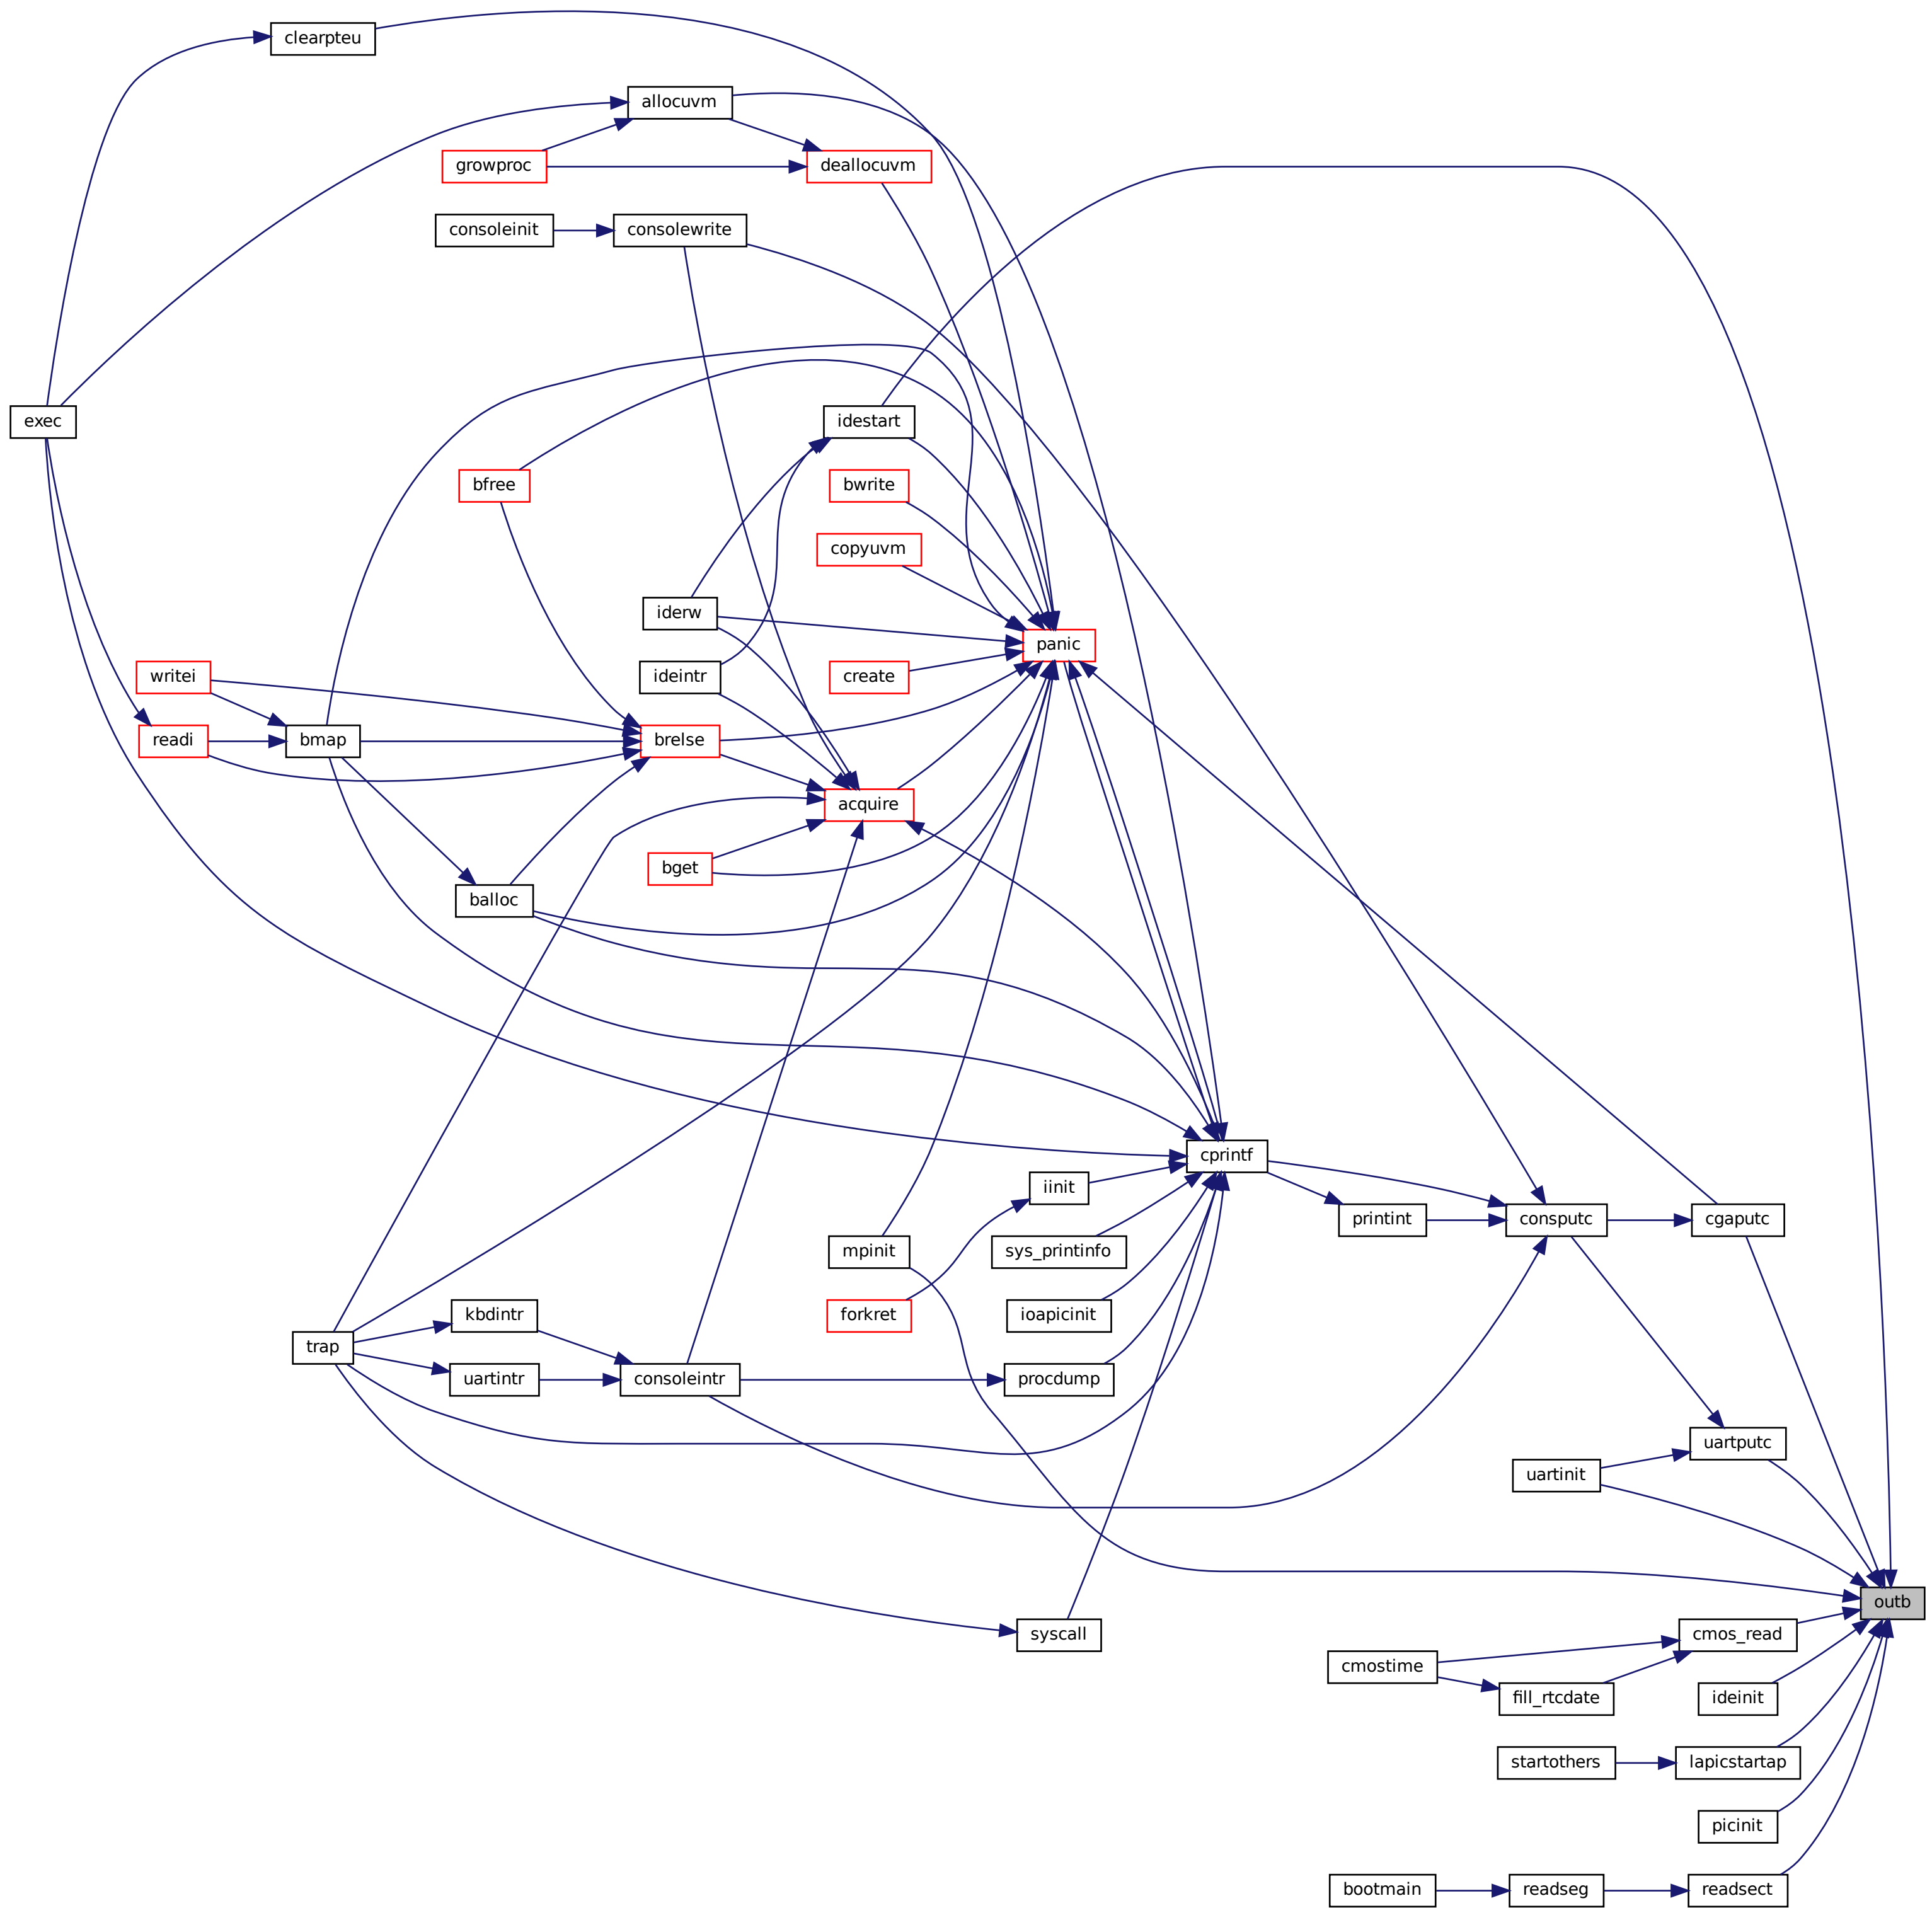 clearpteu
allocuvm
growproc
deallocuvm
consoleinit
consolewrite
exec
idestart
bfree
bwrite
copyuvm
iderw
panic
writei
ideintr
create
readi
bmap
brelse
acquire
bget
balloc
cprintf
iinit
printint
consputc
cgaputc
mpinit
sys_printinfo
forkret
ioapicinit
kbdintr
trap
uartintr
consoleintr
procdump
uartputc
uartinit
outb
syscall
cmos_read
cmostime
fill_rtcdate
ideinit
startothers
lapicstartap
picinit
bootmain
readseg
readsect